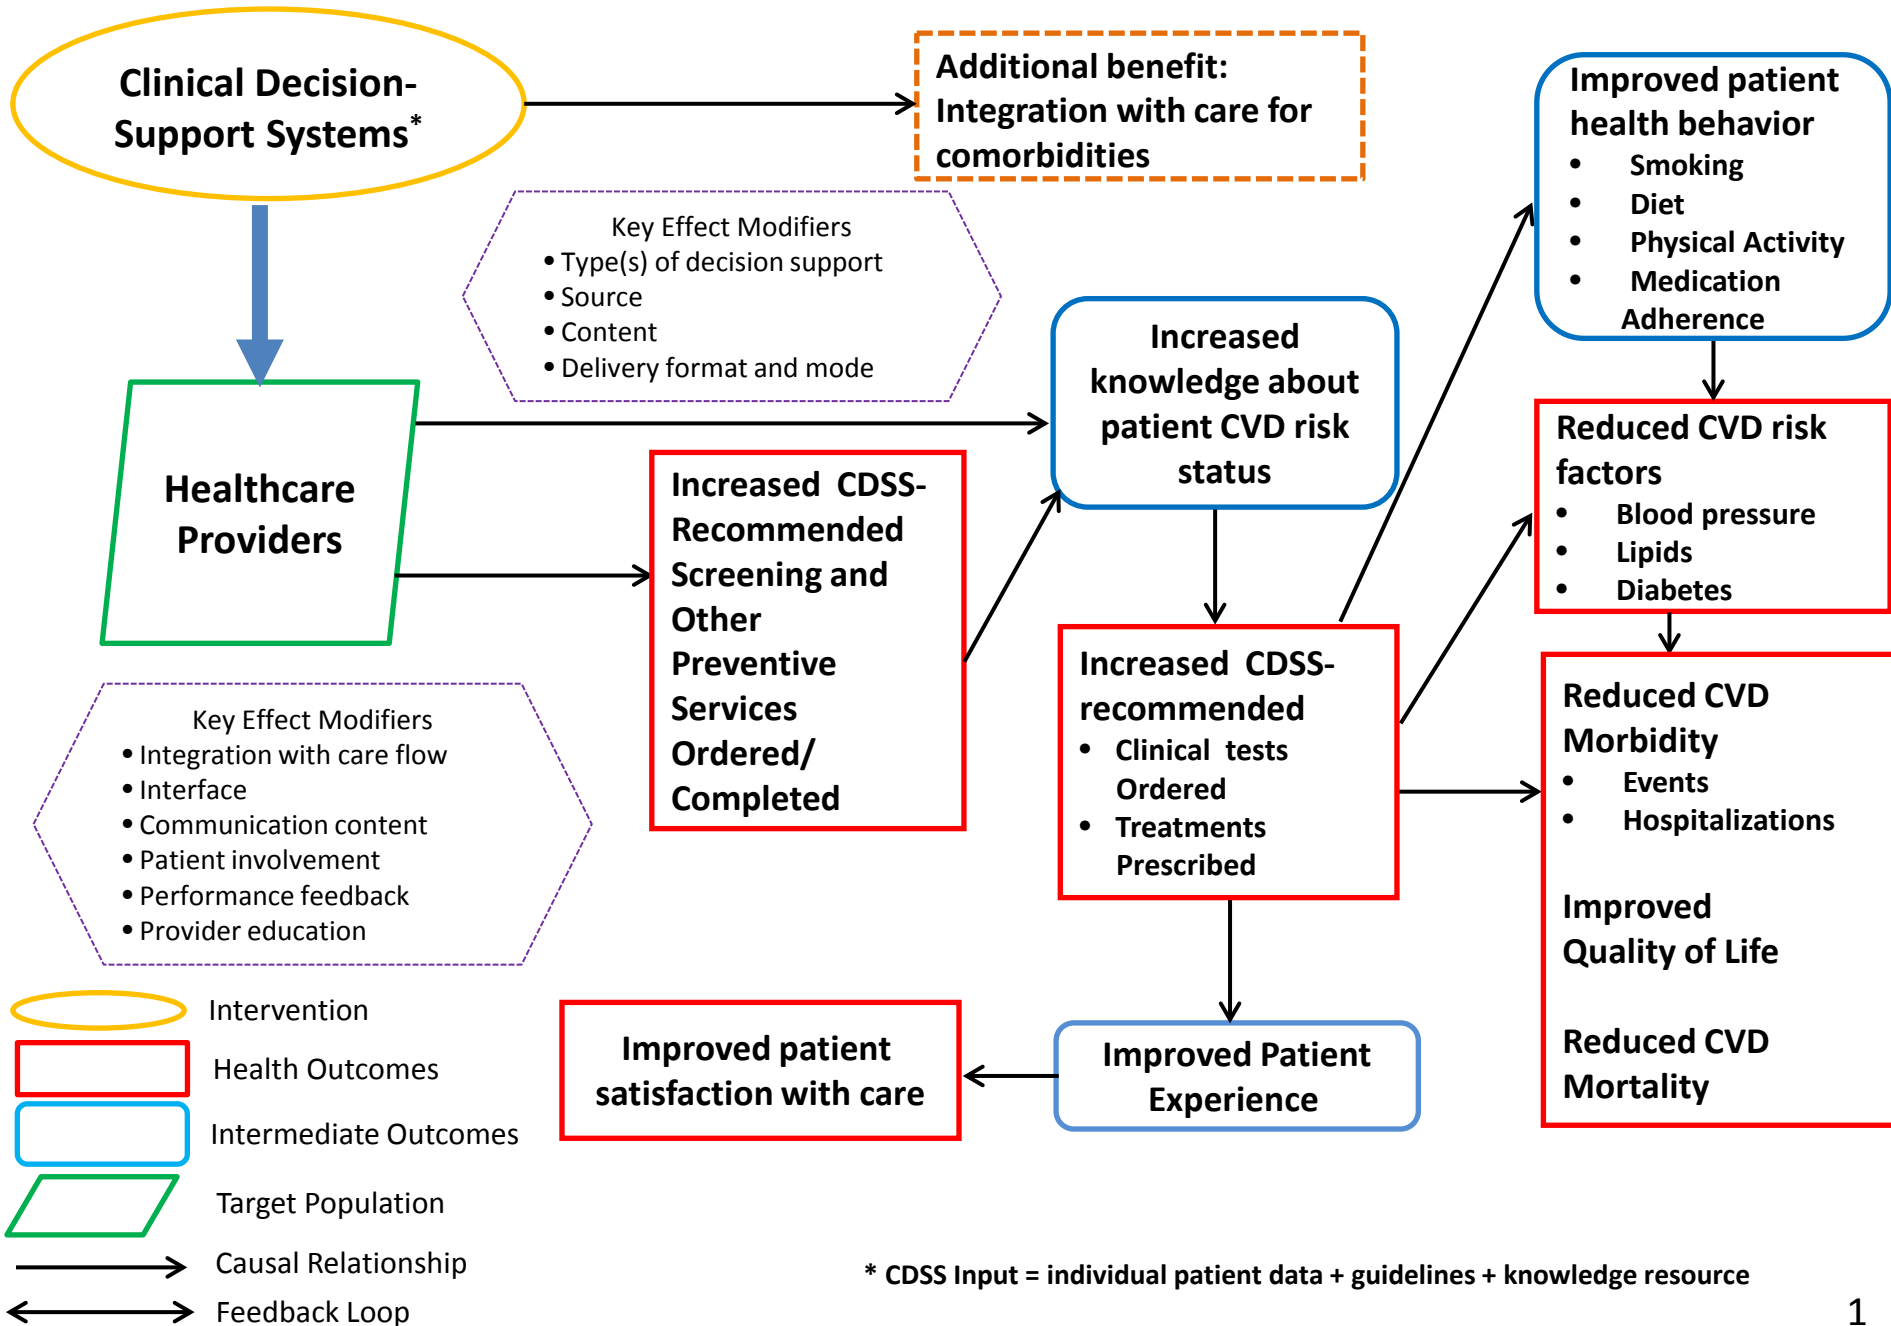 Clinical Decision-
Support Systems*
Additional benefit:
Integration with care for
comorbidities
Improved patient
health behavior
• Smoking
• Diet
• Physical Activity
• Medication
Adherence
Key Effect Modifiers
• Type(s) of decision support
• Source
• Content
• Delivery format and mode
Increased
knowledge about
patient CVD risk
status
Healthcare
Providers
Increased CDSS-
Recommended
Screening and
Other
Preventive
Services
Ordered/
Completed
Reduced CVD risk
factors
• Blood pressure
• Lipids
• Diabetes
Increased CDSS-
recommended
• Clinical tests
Ordered
• Treatments
Prescribed
Reduced CVD
Morbidity
• Events
• Hospitalizations
Improved
Quality of Life
Reduced CVD
Mortality
Key Effect Modifiers
• Integration with care flow
• Interface
• Communication content
• Patient involvement
• Performance feedback
• Provider education
Improved patient
satisfaction with care
Improved Patient
Experience
Intervention
Health Outcomes
Intermediate Outcomes
Target Population
Causal Relationship
Feedback Loop
* CDSS Input = individual patient data + guidelines + knowledge resource
1